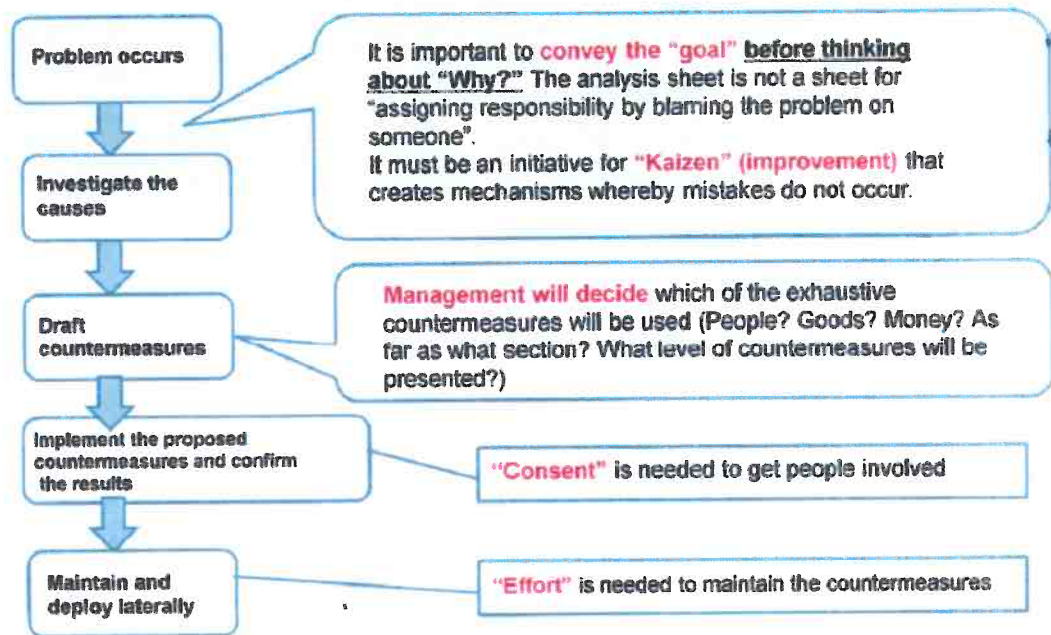 Problem occurs
It is important to convey the "goal" before thinking
about "Why?" The analysis sheet is not a sheet for
"assigning responsibility by blaming the problem on
someone".
It must be an initiative for "Kaizen" (improvement) that
creates mechanisms whereby mistakes do not occur.
Investigate the
causes
Draft
countermeasures
Management will decide which of the exhaustive
countermeasures will be used (People? Goods? Money? As
far as what section? What level of countermeasures will be
presented?)
Implement the proposed
countermeasures and confirm
the results
"Consent" is needed to get people involved
Maintain and
deploy laterally
"Effort" is needed to maintain the countermeasures